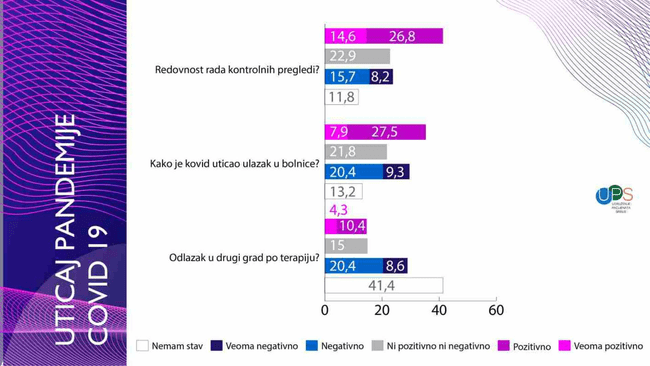 UTICAJ PANDEMIJE
COVID 19
14,6 26,8
22,9
Redovnost rada kontrolnih pregledi?
15,7 8,2
11,8
7,9 27,5
21,8
Kako je kovid uticao ulazak u bolnice?
20,4 9,3
13,2
4,3
10,4
15
Odlazak u drugi grad po terapiju?
20,4 8,6
41,4
0 20 40 60
UPS
Nemam stav Veoma negativno Negativno Ni pozitivno ni negativno Pozitivno Veoma pozitivno